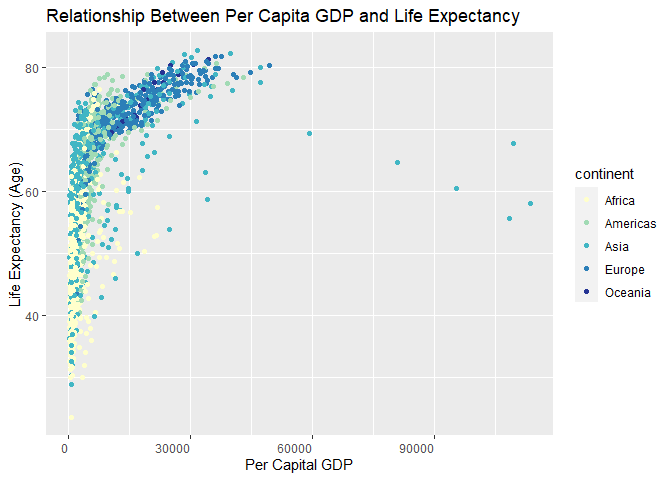 Relationship Between Per Capita GDP and Life Expectancy
Life Expectancy (Age)
80
60
40
0
30000
60000
90000
Per Capital GDP
continent
Africa
Americas
Asia
Europe
Oceania